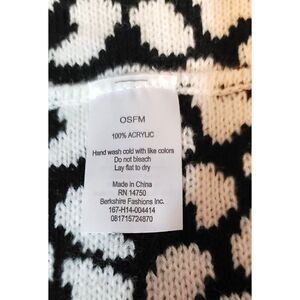 OSFM
100% ACRYLIC
Hand wash cold with like colors
Do not bleach
Lay flat to dry
Made in China
RN 14750
Berkshire Fashions Inc.
167-H14-004414
081715724870